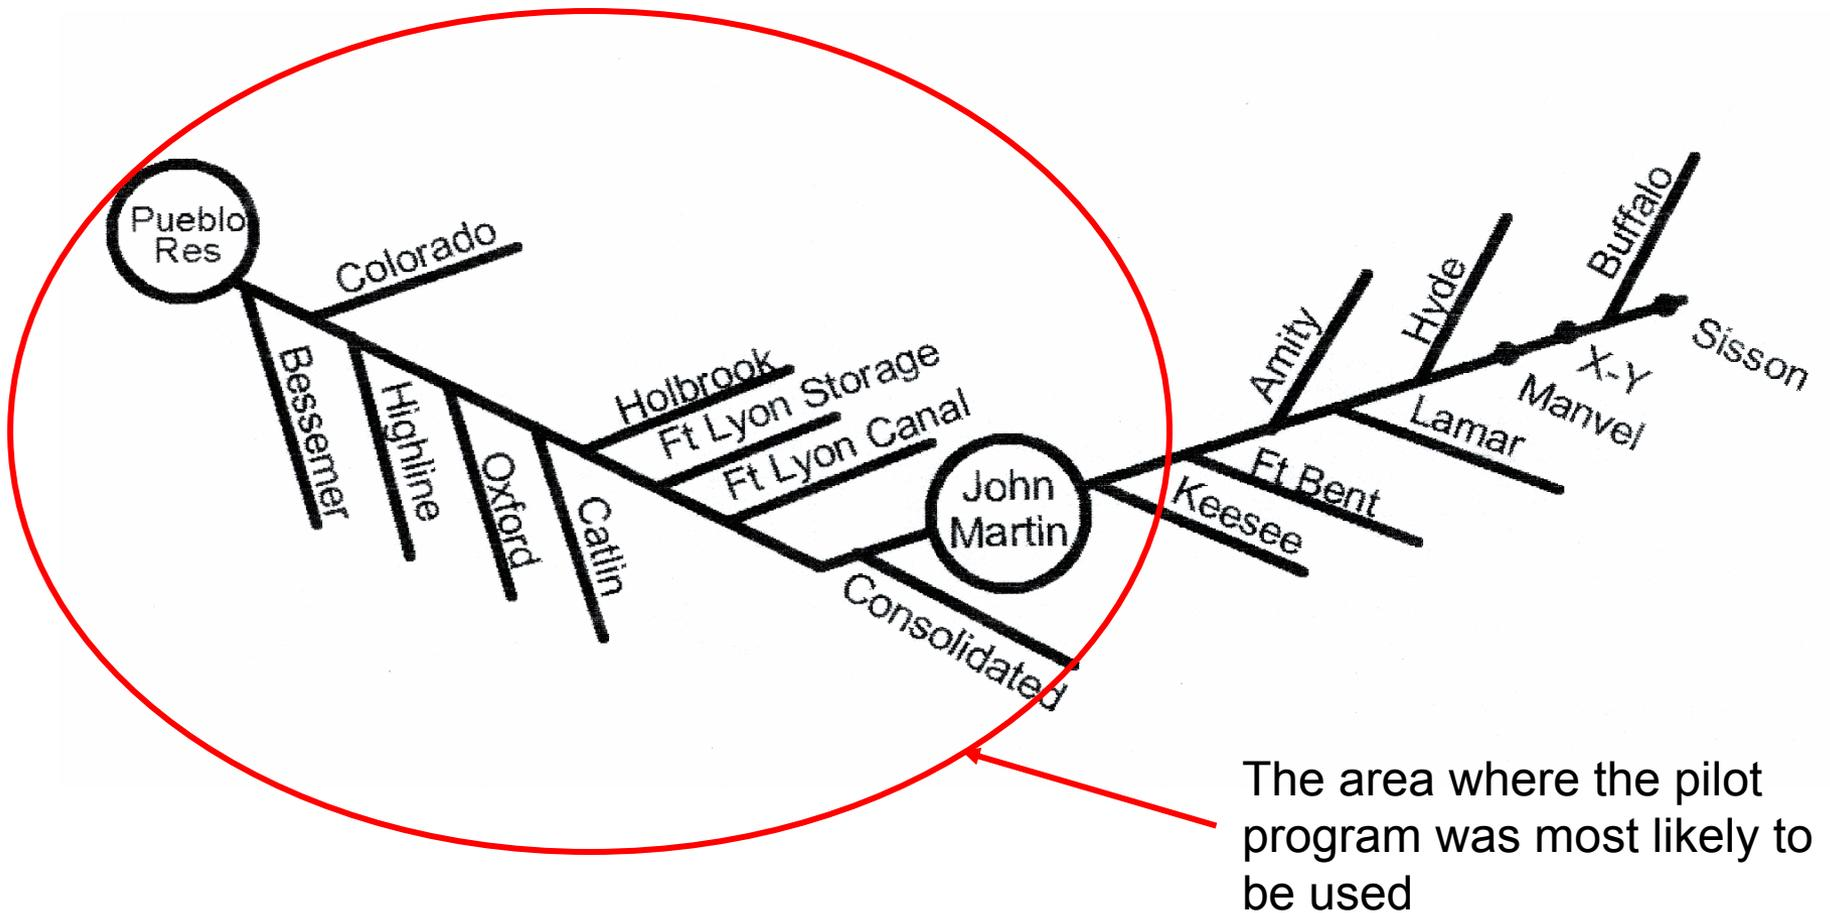 Pueblo
Res
Colorado
Bessemer
Highline
Oxford
Catlin
Holbrook
Ft Lyon Storage
Ft Lyon Canal
Consolidated
John
Martin
Keesee
Ft Bent
Amity
Lamar
Hyde
Manvel
X-Y
Buffalo
Sisson
The area where the pilot
program was most likely to
be used